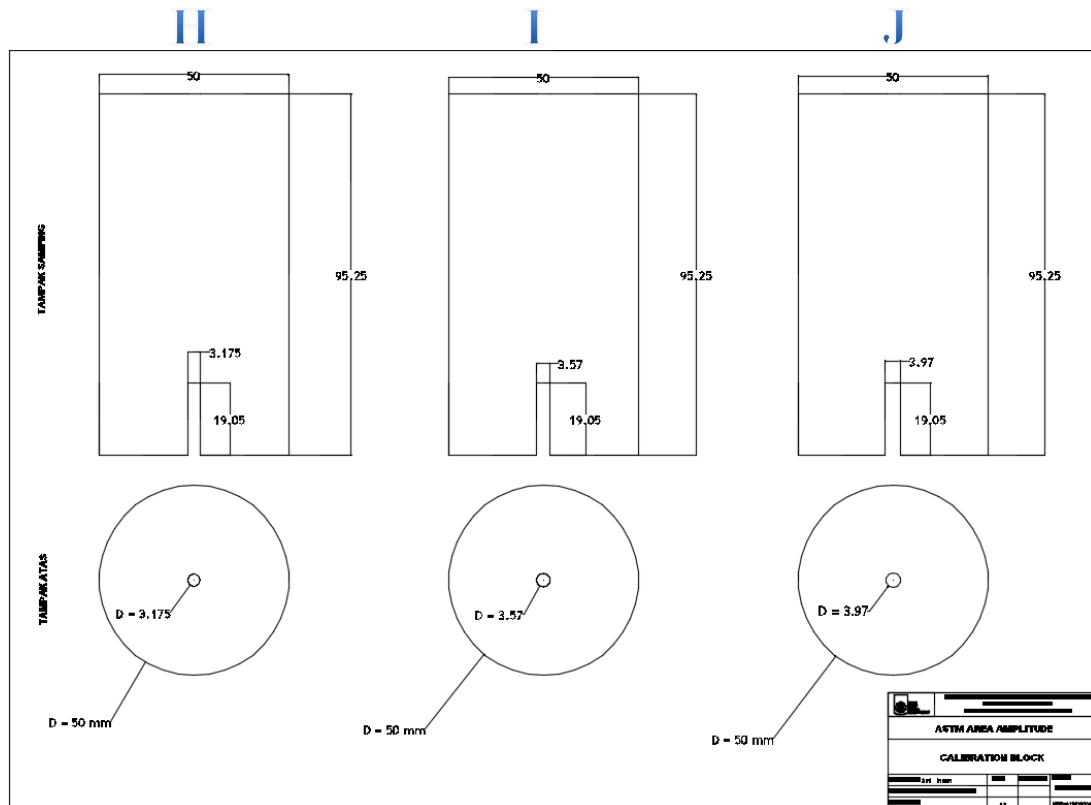 H I J
50 50 50
TAMPAK SAMPING
95.25 95.25 95.25
3.175 3.57 3.97
19.05 19.05 19.05
TAMPAK ATAS
D = 3.175 D = 3.57 D = 3.97
D = 50 mm D = 50 mm D = 50 mm
ASTM AREA AMPLITUDE
CALIBRATION BLOCK